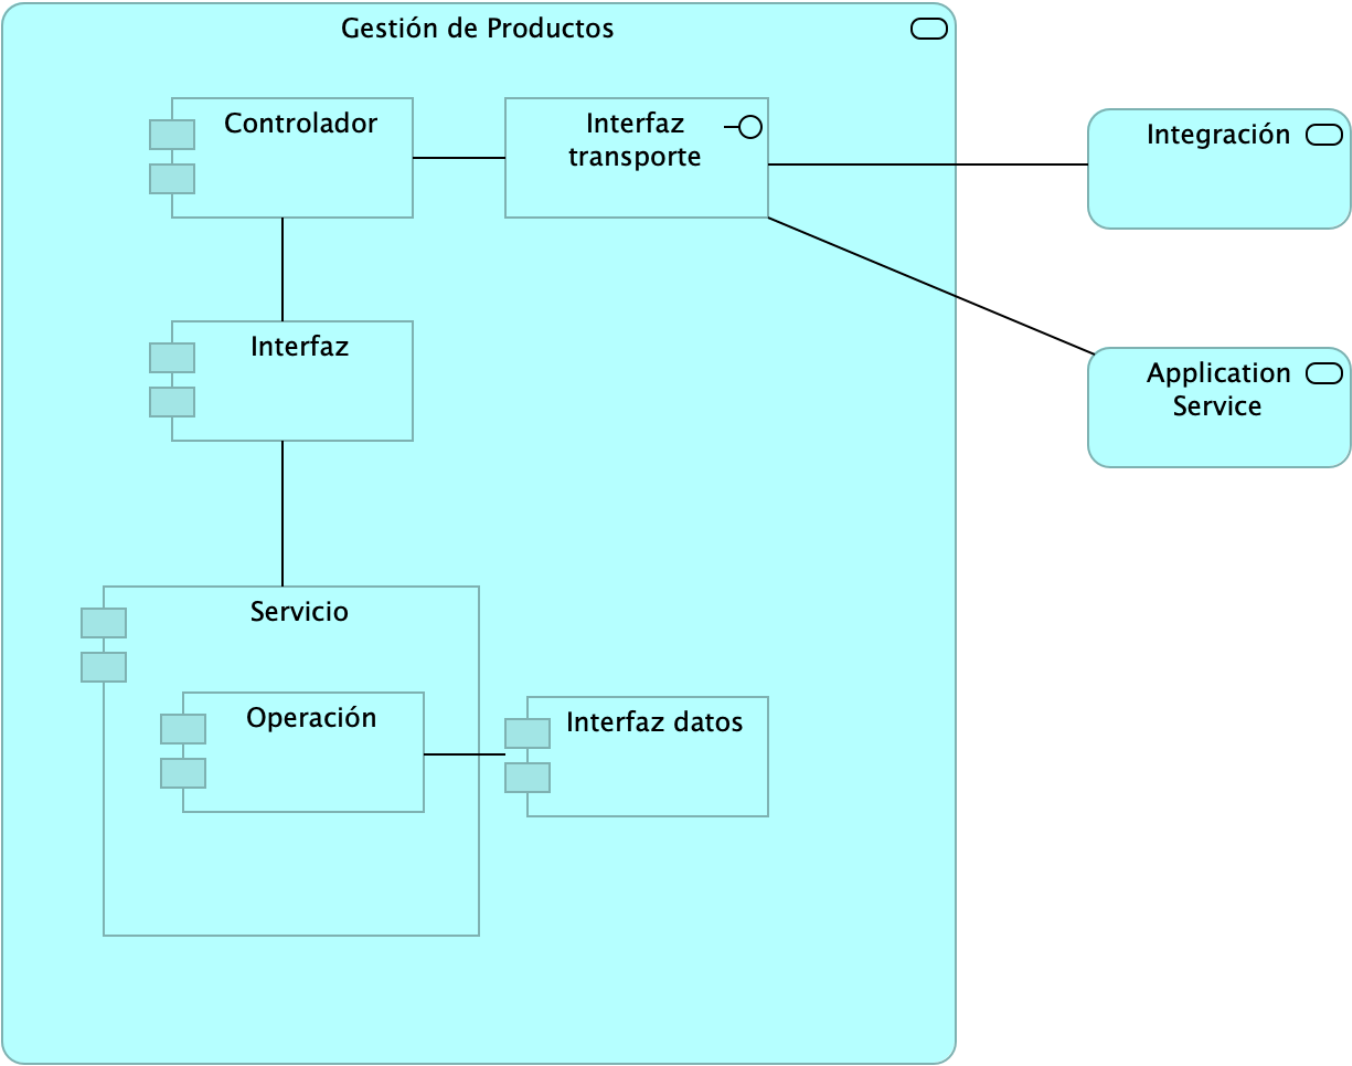 Gestión de Productos
Controlador
Interfaz
transporte
Integración
Interfaz
Application
Service
Servicio
Operación
Interfaz datos